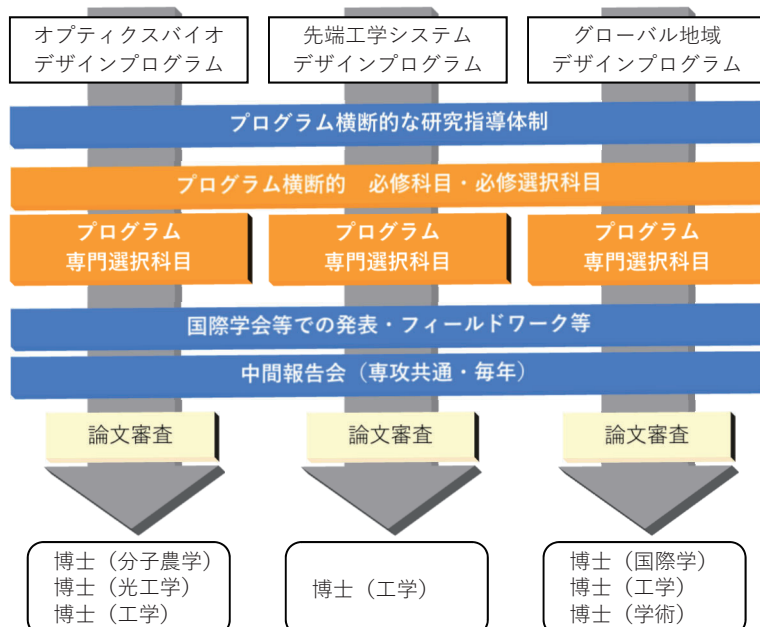 オプティクスバイオ
デザインプログラム
先端工学システム
デザインプログラム
グローバル地域
デザインプログラム
プログラム横断的な研究指導体制
プログラム横断的　必修科目・必修選択科目
プログラム
専門選択科目
プログラム
専門選択科目
プログラム
専門選択科目
国際学会等での発表・フィールドワーク等
中間報告会（専攻共通・毎年）
論文審査
論文審査
論文審査
博士（分子農学）
博士（光工学）
博士（工学）
博士（工学）
博士（国際学）
博士（工学）
博士（学術）